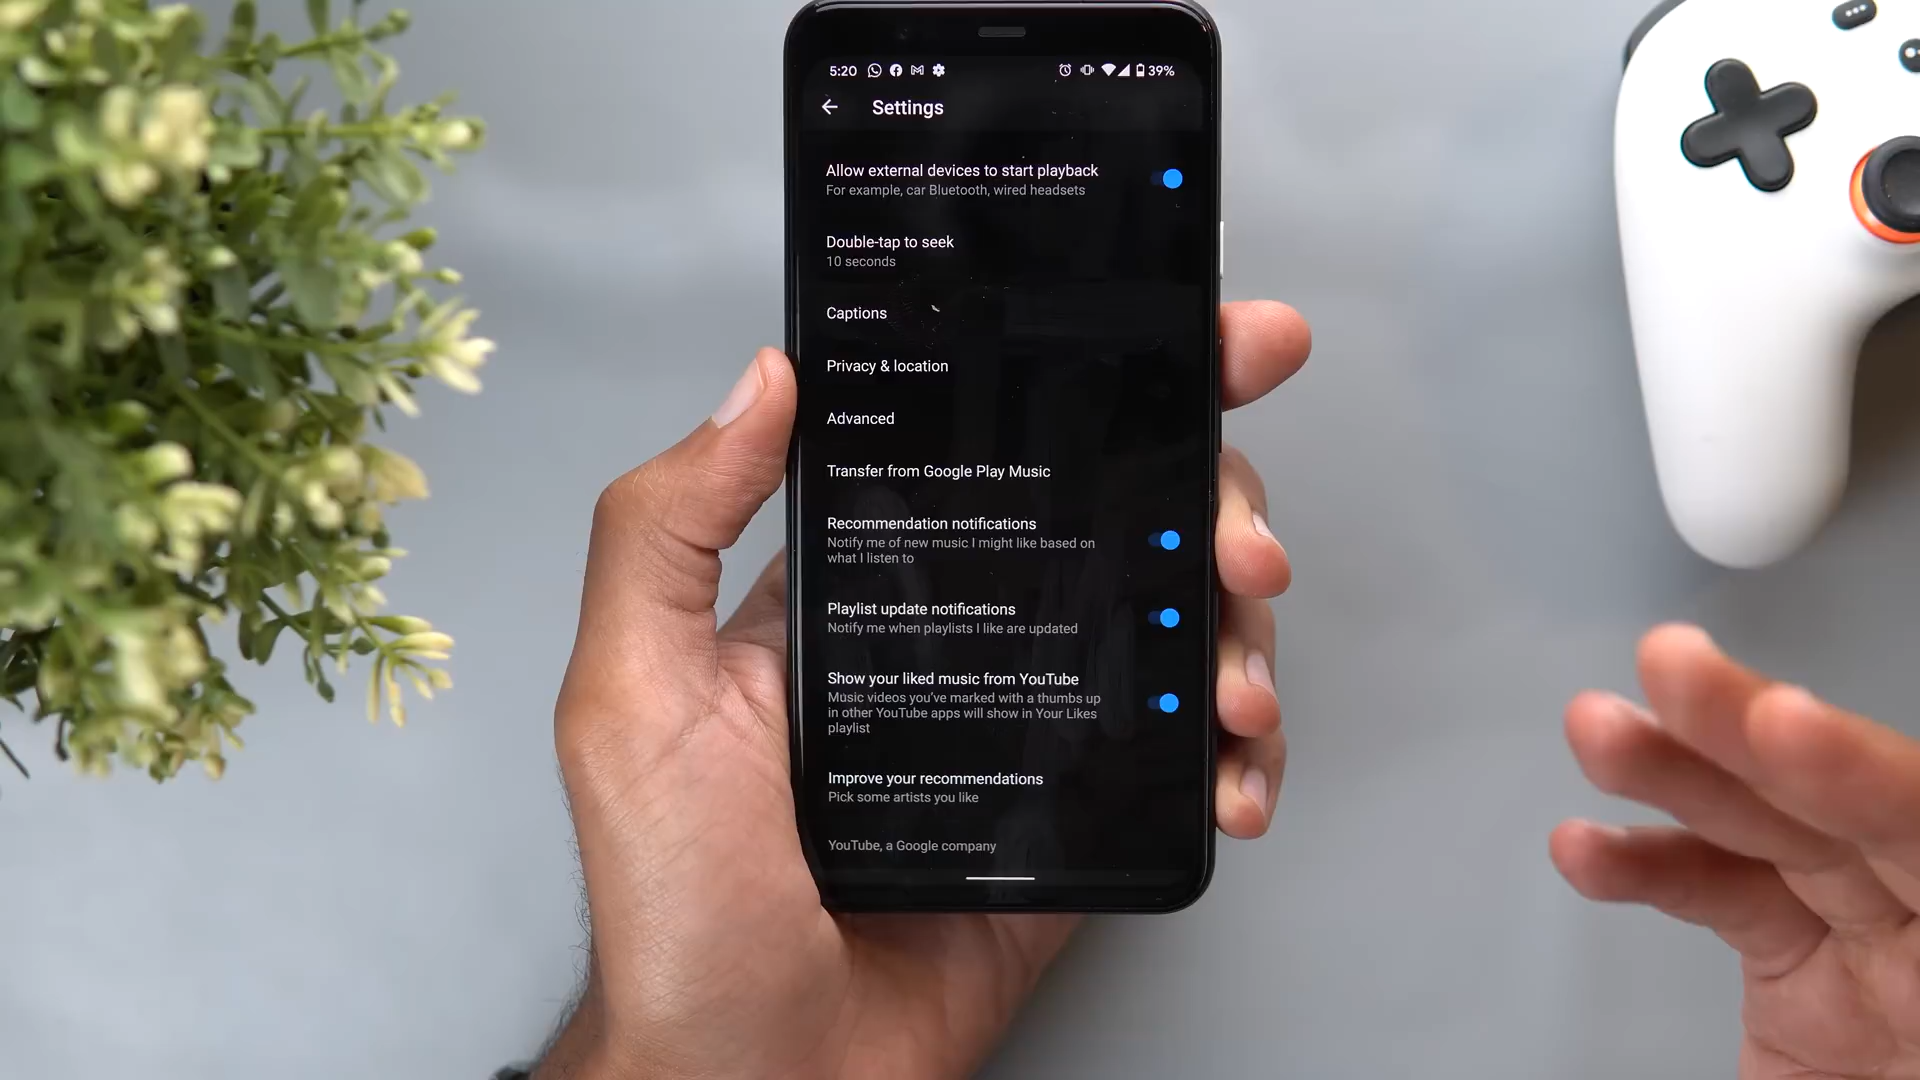 5:20
39%
Settings
Allow external devices to start playback
For example, car Bluetooth, wired headsets
Double-tap to seek
10 seconds
Captions
Privacy & location
Advanced
Transfer from Google Play Music
Recommendation notifications
Notify me of new music I might like based on
what I listen to
Playlist update notifications
Notify me when playlists I like are updated
Show your liked music from YouTube
Music videos you've marked with a thumbs up
in other YouTube apps will show in Your Likes
playlist
Improve your recommendations
Pick some artists you like
YouTube, a Google company